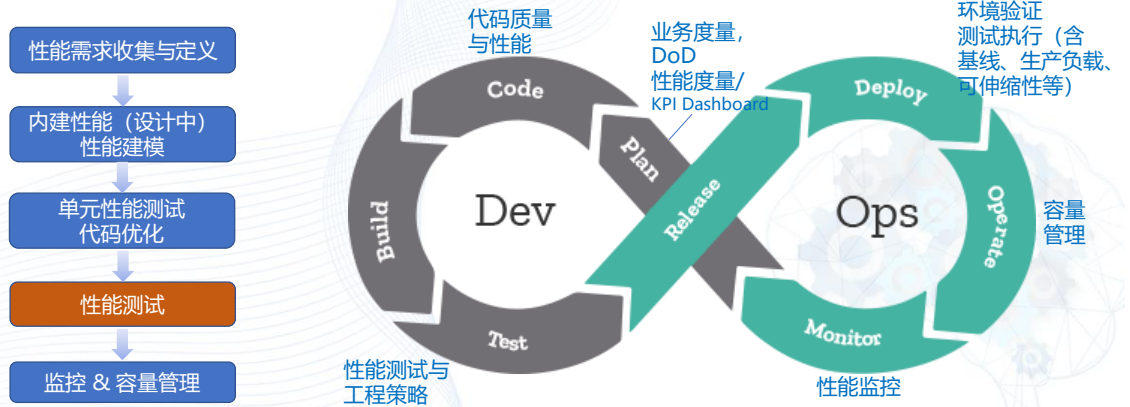 性能需求收集与定义
内建性能（设计中）
性能建模
单元性能测试
代码优化
性能测试
监控 & 容量管理
代码质量
与性能
业务度量，
DoD
性能度量/
KPI Dashboard
环境验证
测试执行（含
基线、生产负载、
可伸缩性等）
Code
Plan
Deploy
Dev
Release
Ops
Build
Operate
容量
管理
Test
Monitor
性能测试与
工程策略
性能监控